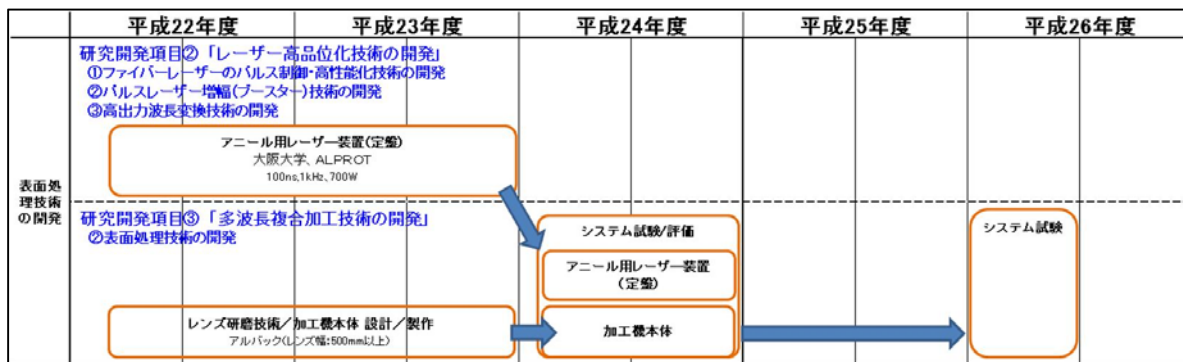 平成22年度 平成23年度 平成24年度 平成25年度 平成26年度
表面処
理技術
の開発
研究開発項目②「レーザー高品位化技術の開発」
①ファイバーレーザーのパルス制御・高性能化技術の開発
②パルスレーザー増幅(ブースター)技術の開発
③高出力波長変換技術の開発
アニール用レーザー装置(定盤)
大阪大学、ALPROT
100ns,1kHz、700W
研究開発項目③「多波長複合加工技術の開発」
②表面処理技術の開発
システム試験/評価
アニール用レーザー装置
(定盤)
システム試験
レンズ研磨技術/加工機本体 設計/製作
アルバック(レンズ幅:500mm以上)
加工機本体